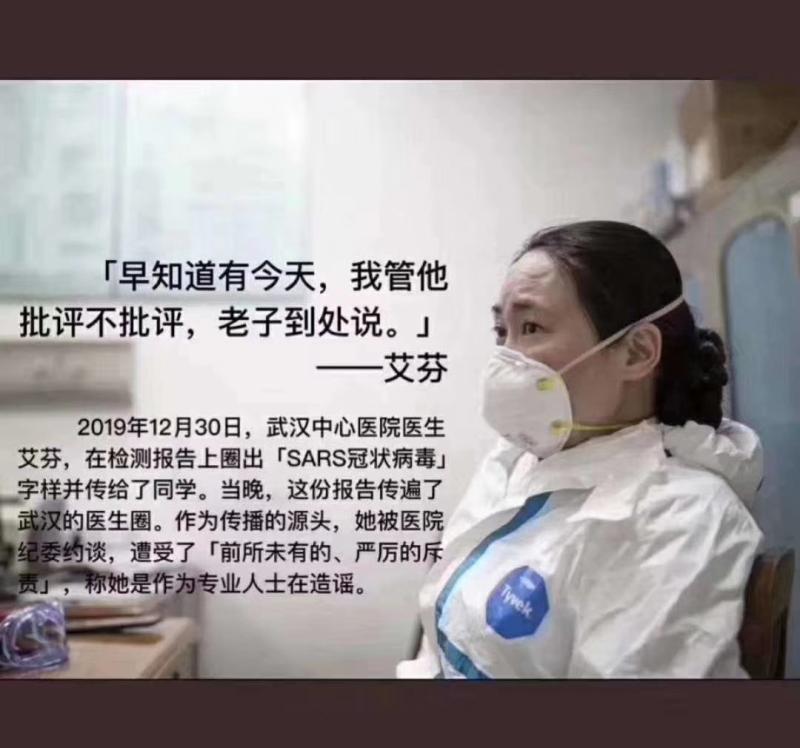 「早知道有今天，我管他
批评不批评，老子到处说。」
——艾芬
2019年12月30日，武汉中心医院医生
艾芬，在检测报告上圈出「SARS冠状病毒」
字样并传给了同学。当晚，这份报告传遍了
武汉的医生圈。作为传播的源头，她被医院
纪委约谈，遭受了「前所未有的、严厉的斥
责」，称她是作为专业人士在造谣。
Tyvek